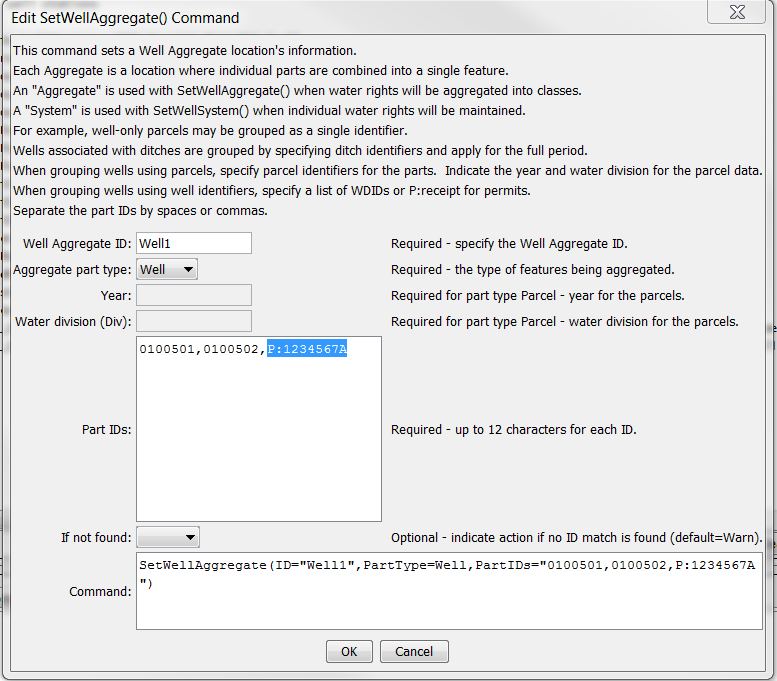 Edit SetWellAggregate() Command
This command sets a Well Aggregate location's information.
Each Aggregate is a location where individual parts are combined into a single feature.
An "Aggregate" is used with SetWellAggregate() when water rights will be aggregated into classes.
A "System" is used with SetWellSystem() when individual water rights will be maintained.
For example, well-only parcels may be grouped as a single identifier.
Wells associated with ditches are grouped by specifying ditch identifiers and apply for the full period.
When grouping wells using parcels, specify parcel identifiers for the parts.  Indicate the year and water division for the parcel data.
When grouping wells using well identifiers, specify a list of WDIDs or P:receipt for permits.
Separate the part IDs by spaces or commas.
Well Aggregate ID: Well1 Required - specify the Well Aggregate ID.
Aggregate part type: Well Required - the type of features being aggregated.
Year: Required for part type Parcel - year for the parcels.
Water division (Div): Required for part type Parcel - water division for the parcels.
0100501,0100502,P:1234567A
Part IDs: Required - up to 12 characters for each ID.
If not found: Optional - indicate action if no ID match is found (default=Warn).
SetWellAggregate(ID="Well1",PartType=Well,PartIDs="0100501,0100502,P:1234567A
")
Command:
OK Cancel